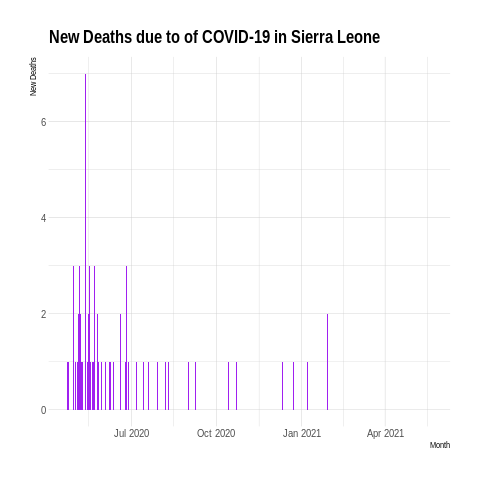 New Deaths due to of COVID-19 in Sierra Leone
New Deaths
6
4
2
0
Jul 2020 Oct 2020 Jan 2021 Apr 2021
Month